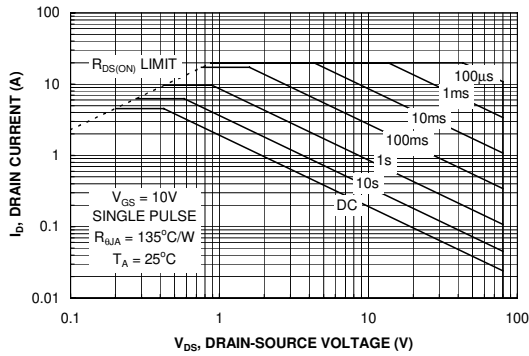 100
10
1
0.1
0.01
0.1
1
10
100
I_D, DRAIN CURRENT (A)
V_DS, DRAIN-SOURCE VOLTAGE (V)
R_DS(ON) LIMIT
100μs
1ms
10ms
100ms
1s
10s
DC
V_GS = 10V
SINGLE PULSE
R_θJA = 135°C/W
T_A = 25°C